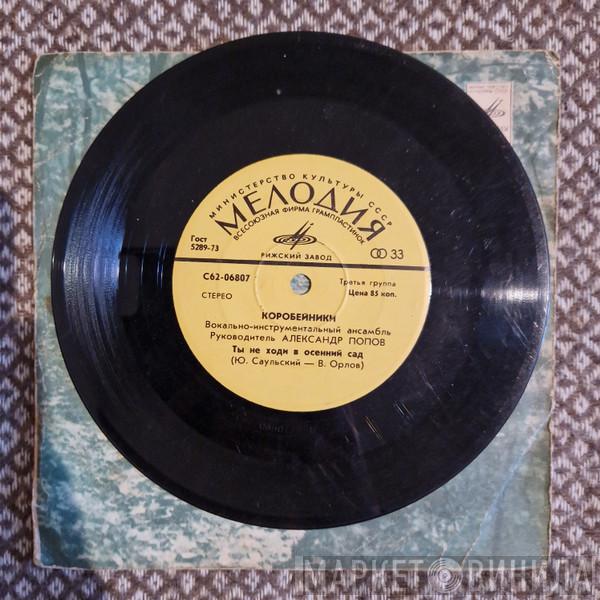 МИНИСТЕРСТВО КУЛЬТУРЫ СССР
МЕЛОДИЯ
ВСЕСОЮЗНАЯ ФИРМА ГРАМПЛАСТИНОК
Гост
5289-73
33
РИЖСКИЙ ЗАВОД
С62-06807
Третья группа
СТЕРЕО
Цена 85 коп.
КОРОБЕЙНИКИ
Вокально-инструментальный ансамбль
Руководитель АЛЕКСАНДР ПОПОВ
Ты не ходи в осенний сад
(Ю. Саульский — В. Орлов)
МАРКЕТ ВИНИЛА